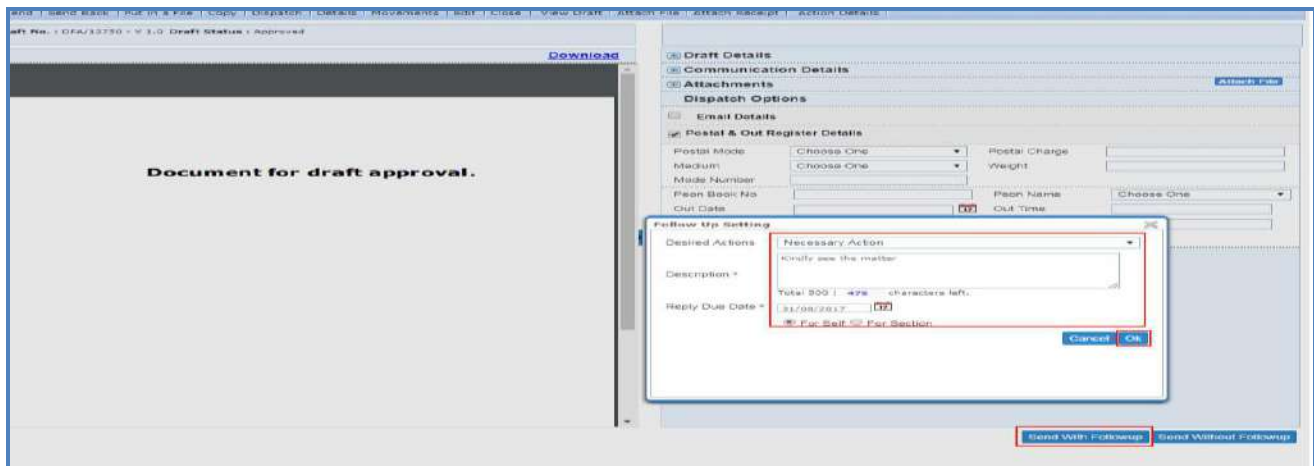 end | Send Back | Put in a File | Copy | Dispatch | Details | Movements | Edit | Close | View Draft | Attach File | Attach Receipt | Action Details |
aft No. : DFA/13750 - V 1.0 Draft Status : Approved
Download
Draft Details
Communication Details
Attachments
Attach File
Dispatch Options
Email Details
Postal & Out Register Details
Postal Mode Choose One Postal Charge
Medium Choose One Weight
Mode Number
Document for draft approval.
Peon Book No Peon Name Choose One
Out Date Out Time
Follow Up Setting
Desired Actions Necessary Action
Kindly see the matter
Description *
Total 500 | 479 characters left.
Reply Due Date * 31/08/2017
For Self For Section
Cancel Ok
Send With Followup Send Without Followup